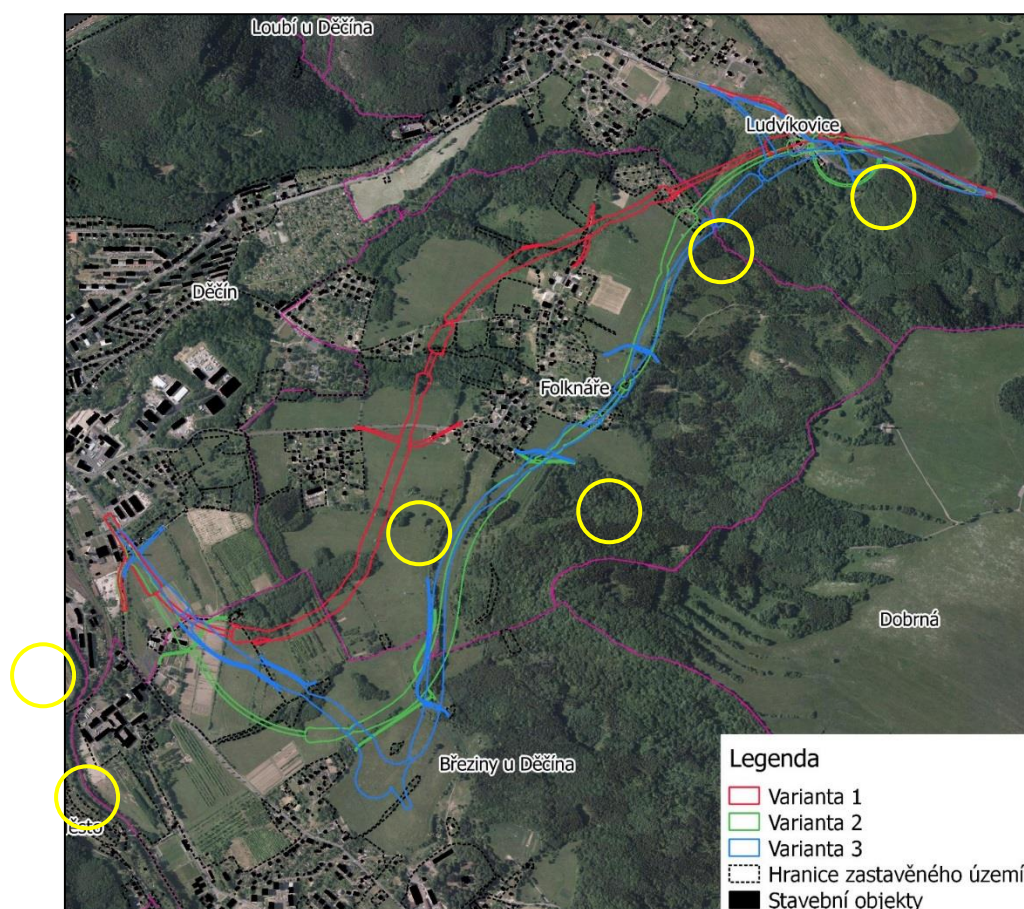 Loubí u Děčína
Ludvíkovice
Děčín
Folknáře
Dobrná
Březiny u Děčína
ěsto
Legenda
Varianta 1
Varianta 2
Varianta 3
Hranice zastavěného území
Stavební objekty